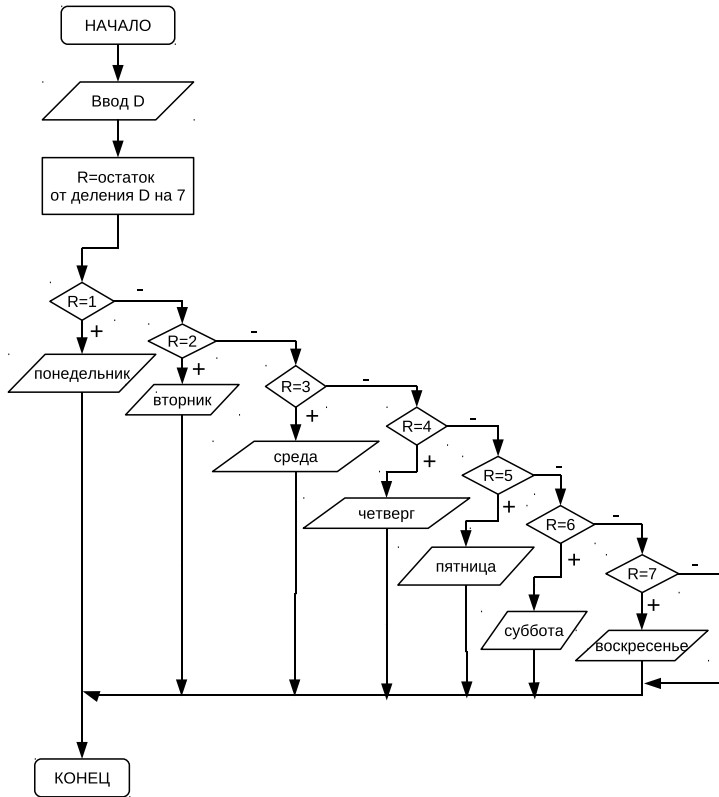 НАЧАЛО
Ввод D
R=остаток
от деления D на 7
R=1
-
+
понедельник
R=2
-
+
вторник
R=3
-
+
среда
R=4
-
+
четверг
R=5
-
+
пятница
R=6
-
+
суббота
R=7
-
+
воскресенье
КОНЕЦ